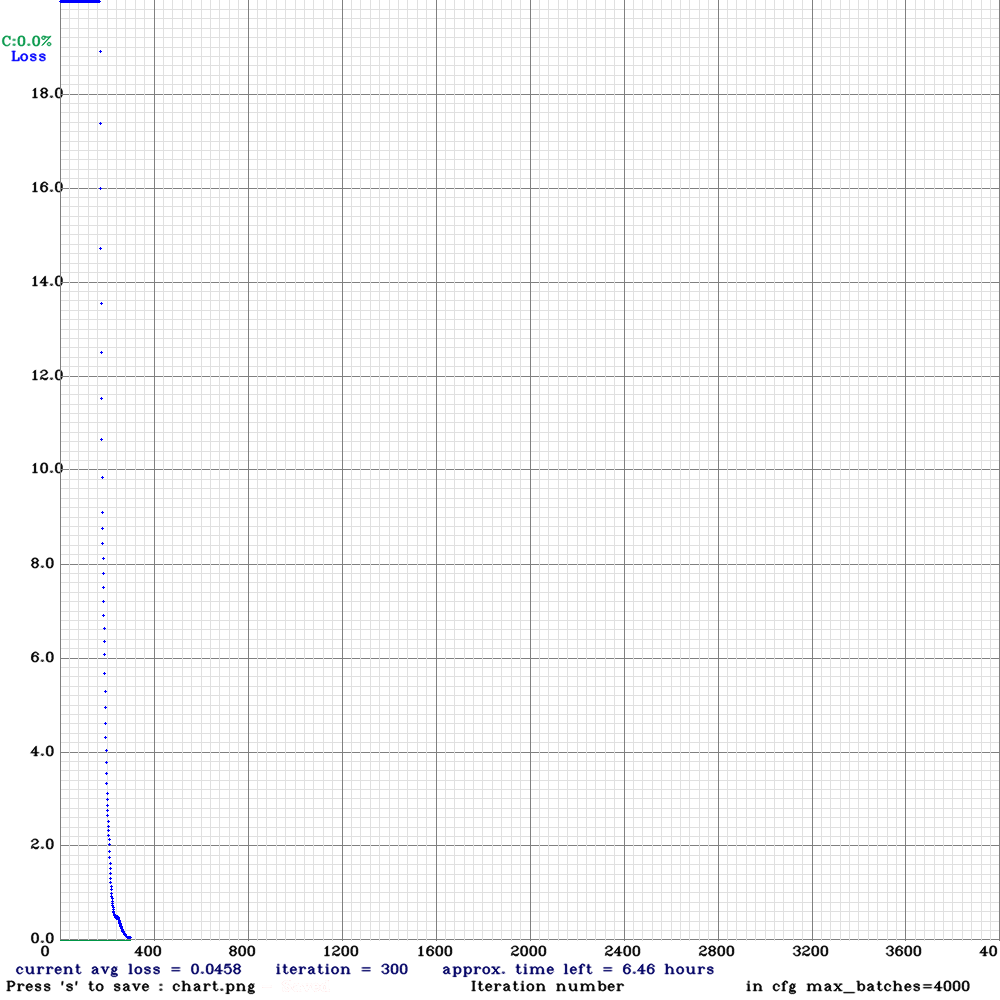 C:0.0%
Loss
18.0
16.0
14.0
12.0
10.0
8.0
6.0
4.0
2.0
0.0
0 400 800 1200 1600 2000 2400 2800 3200 3600 40
current avg loss = 0.0458 iteration = 300 approx. time left = 6.46 hours
Press 's' to save : chart.png Iteration number in cfg max_batches=4000